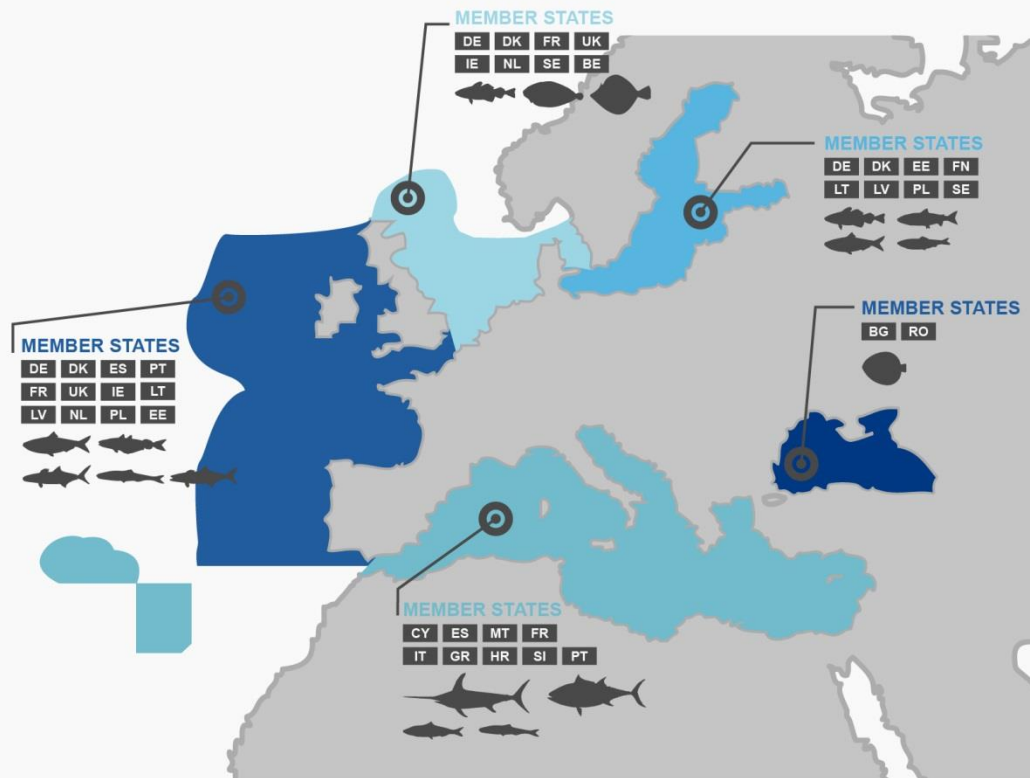 MEMBER STATES
DE DK FR UK
IE NL SE BE
MEMBER STATES
DE DK EE FN
LT LV PL SE
MEMBER STATES
BG RO
MEMBER STATES
DE DK ES PT
FR UK IE LT
LV NL PL EE
MEMBER STATES
CY ES MT FR
IT GR HR SI PT